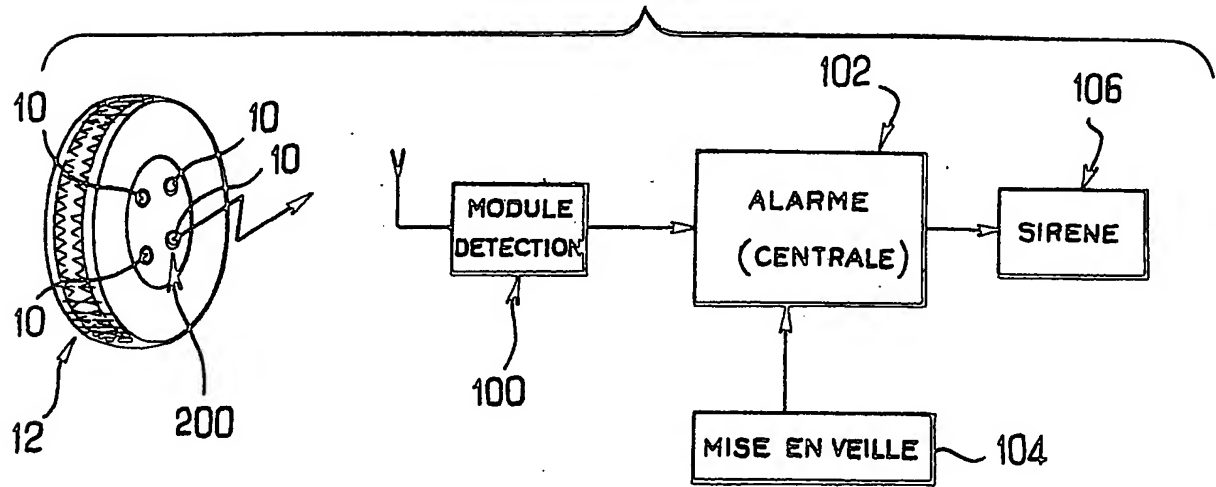 102
106
10
10
10
10
12
200
MODULE
DETECTION
100
ALARME
(CENTRALE)
SIRENE
MISE EN VEILLE
104